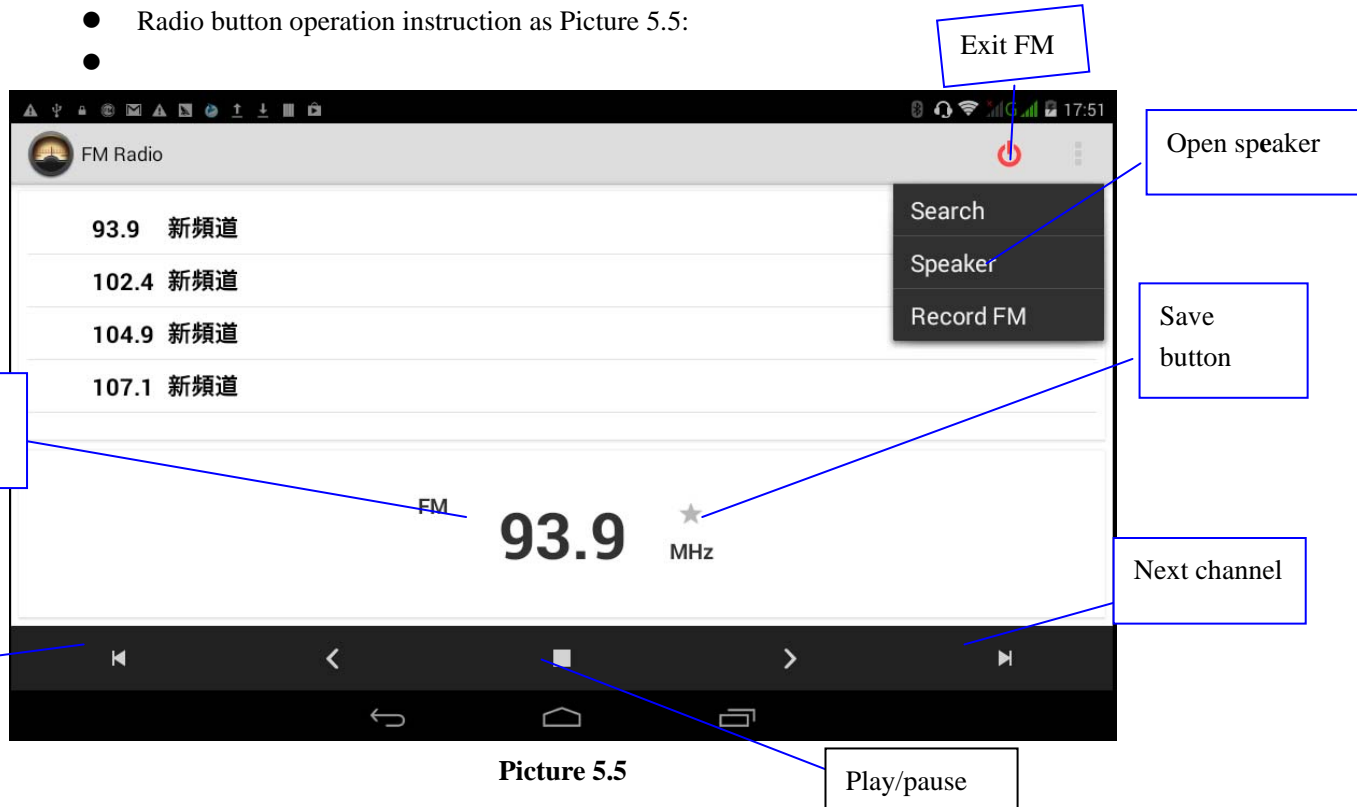 ● Radio button operation instruction as Picture 5.5:
●
Exit FM
17:51
FM Radio
Open speaker
Search
93.9 新頻道
Speaker
102.4 新頻道
Record FM
104.9 新頻道
Save
button
107.1 新頻道
FM
93.9
MHz
Next channel
Picture 5.5
Play/pause